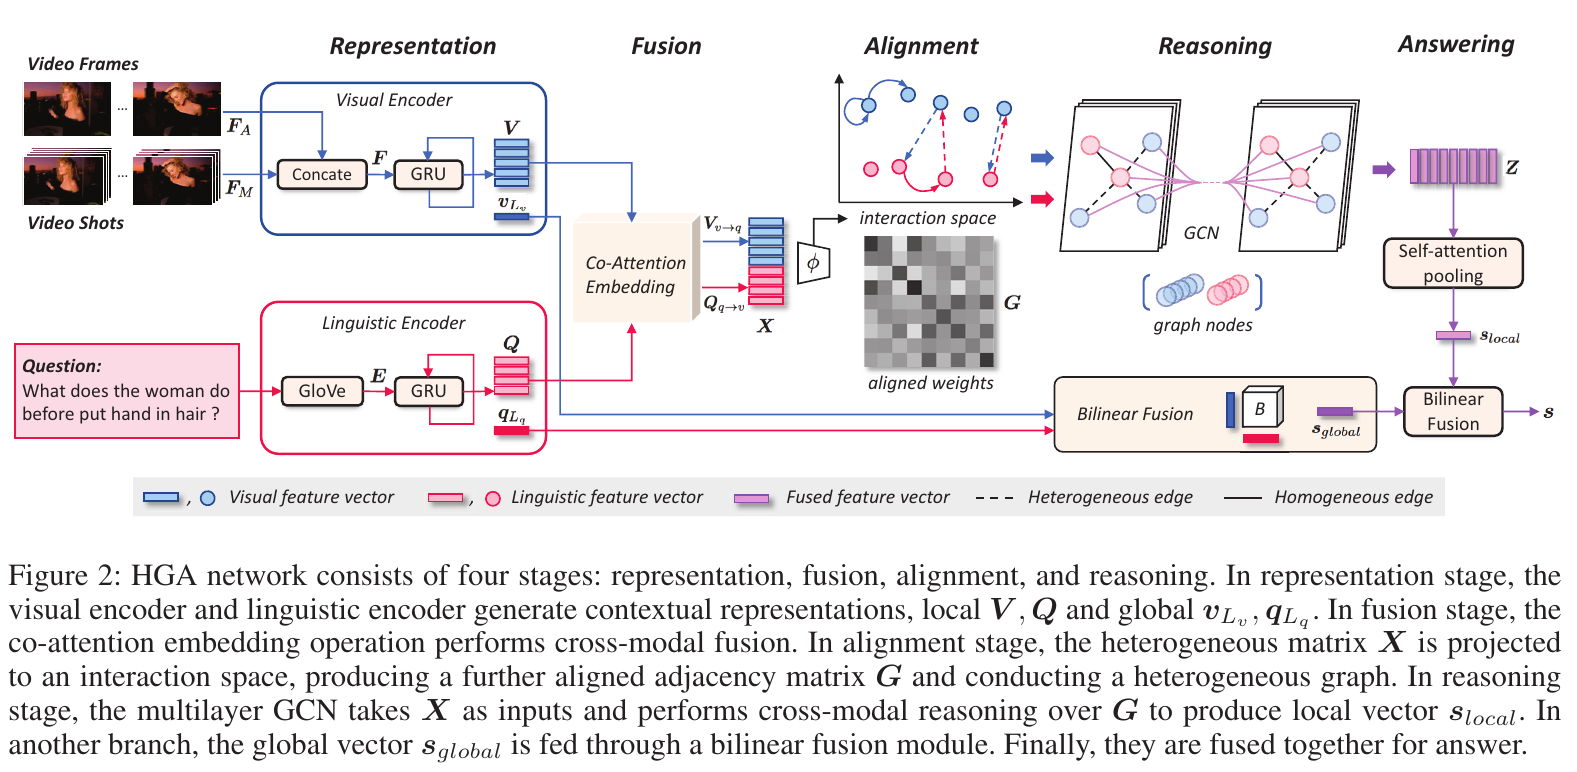 Representation
Fusion
Alignment
Reasoning
Answering
Video Frames
...
F_A
...
F_M
Video Shots
Visual Encoder
Concate
F
GRU
V
v_{L_v}
Question:
What does the woman do
before put hand in hair ?
Linguistic Encoder
GloVe
E
GRU
Q
q_{L_q}
Co-Attention
Embedding
V_{v→q}
Q_{q→v}
X
ϕ
interaction space
G
aligned weights
GCN
graph nodes
Z
Self-attention
pooling
s_{local}
Bilinear Fusion
B
s_{global}
Bilinear
Fusion
s
, Visual feature vector , Linguistic feature vector Fused feature vector Heterogeneous edge Homogeneous edge
Figure 2: HGA network consists of four stages: representation, fusion, alignment, and reasoning. In representation stage, the
visual encoder and linguistic encoder generate contextual representations, local V, Q and global v_{L_v}, q_{L_q}. In fusion stage, the
co-attention embedding operation performs cross-modal fusion. In alignment stage, the heterogeneous matrix X is projected
to an interaction space, producing a further aligned adjacency matrix G and conducting a heterogeneous graph. In reasoning
stage, the multilayer GCN takes X as inputs and performs cross-modal reasoning over G to produce local vector s_{local}. In
another branch, the global vector s_{global} is fed through a bilinear fusion module. Finally, they are fused together for answer.